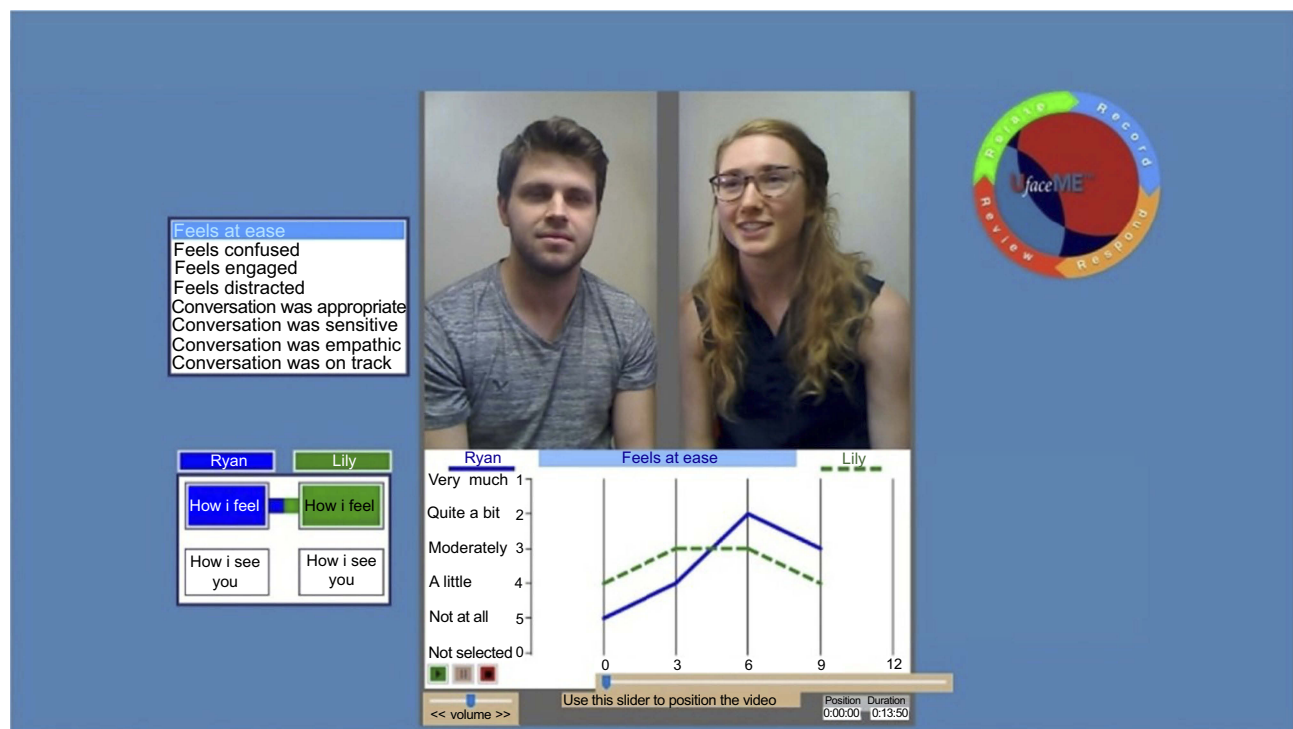 Relate
Record
Respond
Review
UfaceME
Feels at ease
Feels confused
Feels engaged
Feels distracted
Conversation was appropriate
Conversation was sensitive
Conversation was empathic
Conversation was on track
Ryan
Lily
How i feel
How i feel
How i see
you
How i see
you
Ryan
Feels at ease
Lily
Very much 1
Quite a bit 2
Moderately 3
A little 4
Not at all 5
Not selected 0
0 3 6 9 12
Use this slider to position the video
<< volume >>
Position Duration
0:00:00 0:13:50